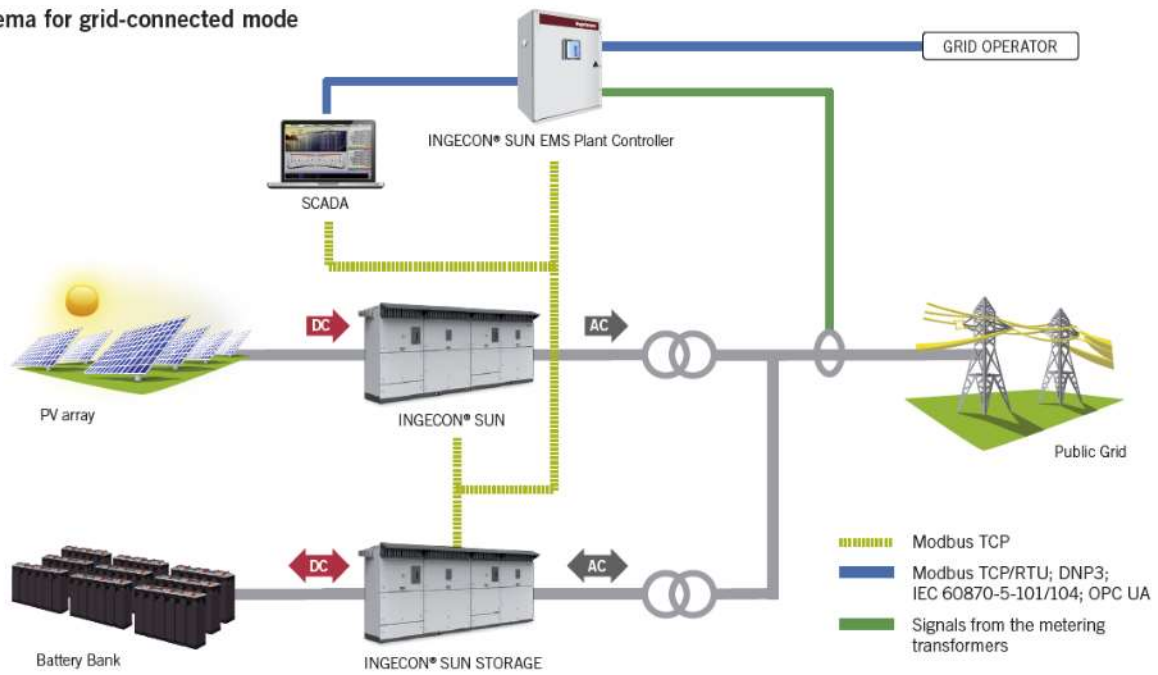 ema for grid-connected mode
GRID OPERATOR
INGECON® SUN EMS Plant Controller
SCADA
DC
AC
PV array
INGECON® SUN
Public Grid
DC
AC
Battery Bank
INGECON® SUN STORAGE
Modbus TCP
Modbus TCP/RTU; DNP3;
IEC 60870-5-101/104; OPC UA
Signals from the metering
transformers